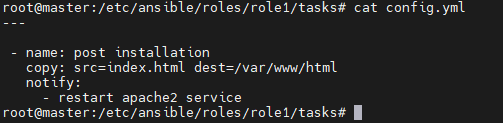 root@master:/etc/ansible/roles/role1/tasks# cat config.yml
---
- name: post installation
copy: src=index.html dest=/var/www/html
notify:
- restart apache2 service
root@master:/etc/ansible/roles/role1/tasks#